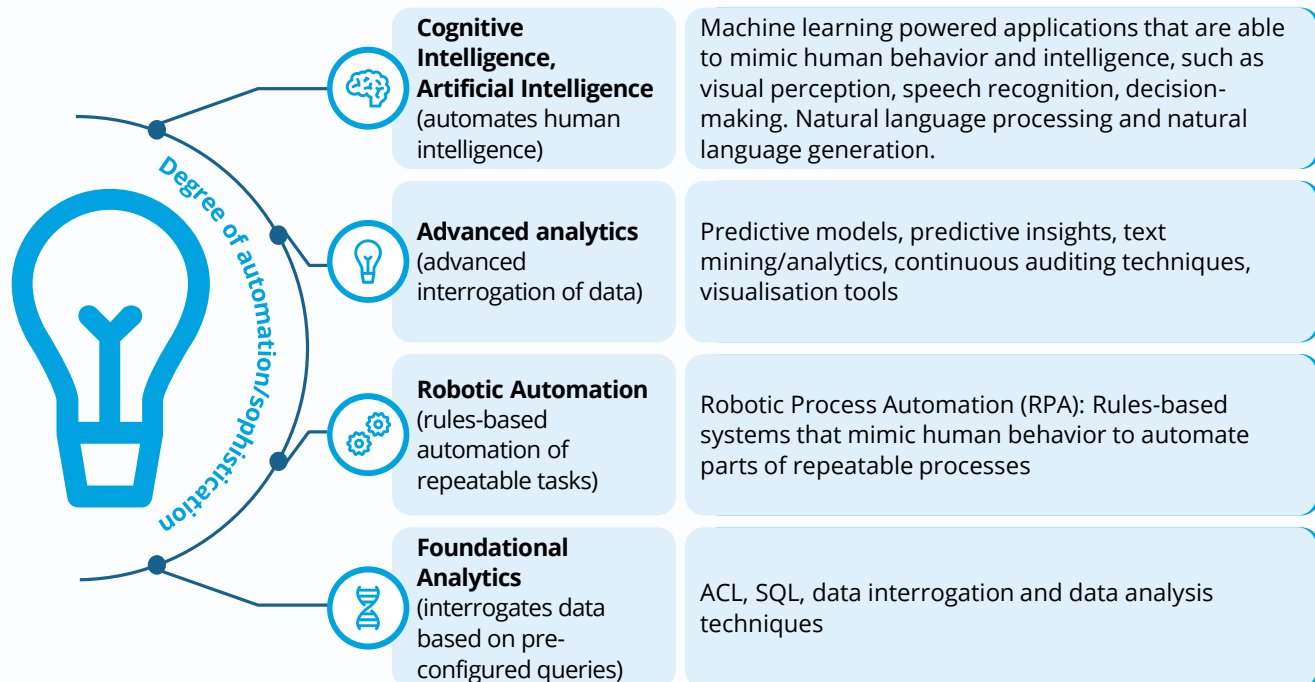 Degree of automation/sophistication
Cognitive
Intelligence,
Artificial Intelligence
(automates human
intelligence)
Machine learning powered applications that are able
to mimic human behavior and intelligence, such as
visual perception, speech recognition, decision-
making. Natural language processing and natural
language generation.
Advanced analytics
(advanced
interrogation of data)
Predictive models, predictive insights, text
mining/analytics, continuous auditing techniques,
visualisation tools
Robotic Automation
(rules-based
automation of
repeatable tasks)
Robotic Process Automation (RPA): Rules-based
systems that mimic human behavior to automate
parts of repeatable processes
Foundational
Analytics
(interrogates data
based on pre-
configured queries)
ACL, SQL, data interrogation and data analysis
techniques